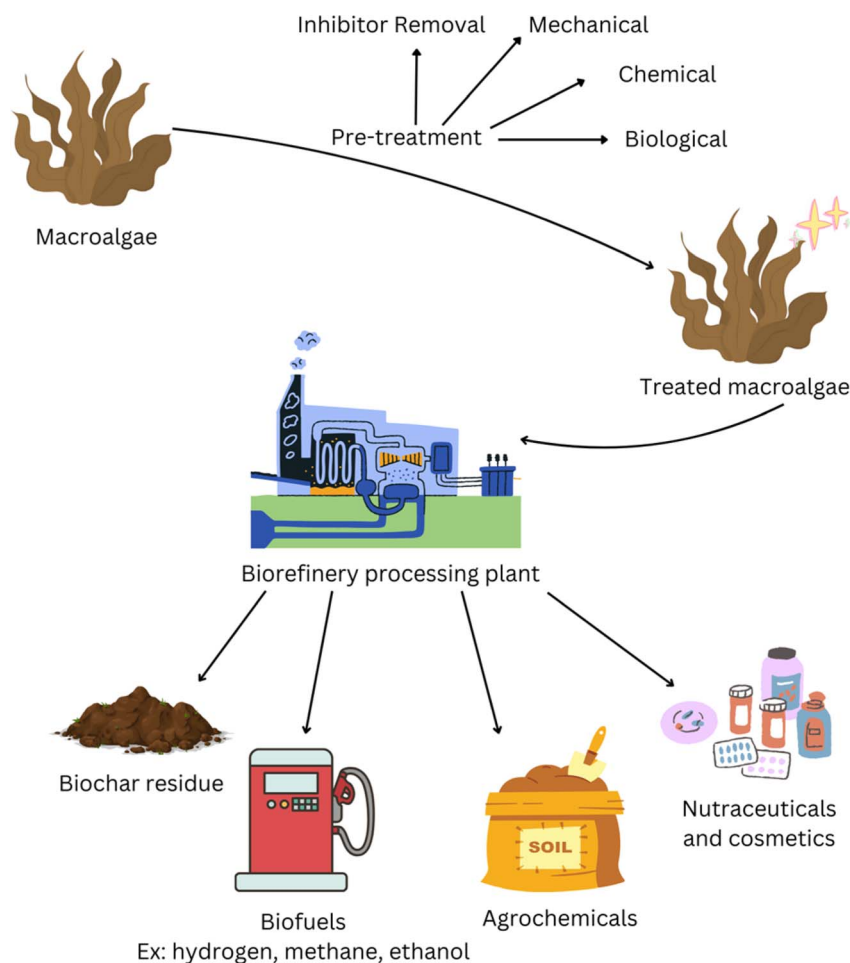 Inhibitor Removal
Mechanical
Chemical
Pre-treatment
Biological
Macroalgae
Treated macroalgae
Biorefinery processing plant
Biochar residue
SOIL
Nutraceuticals
and cosmetics
Biofuels
Ex: hydrogen, methane, ethanol
Agrochemicals